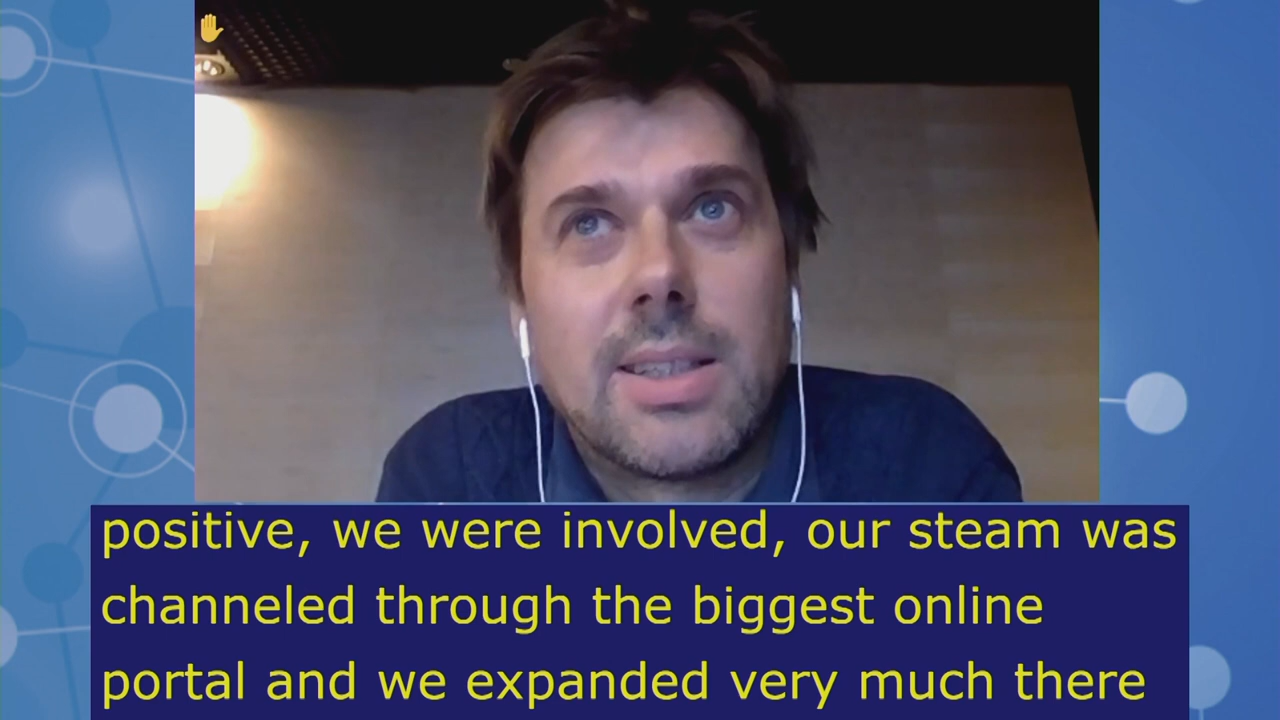 positive, we were involved, our steam was
channeled through the biggest online
portal and we expanded very much there